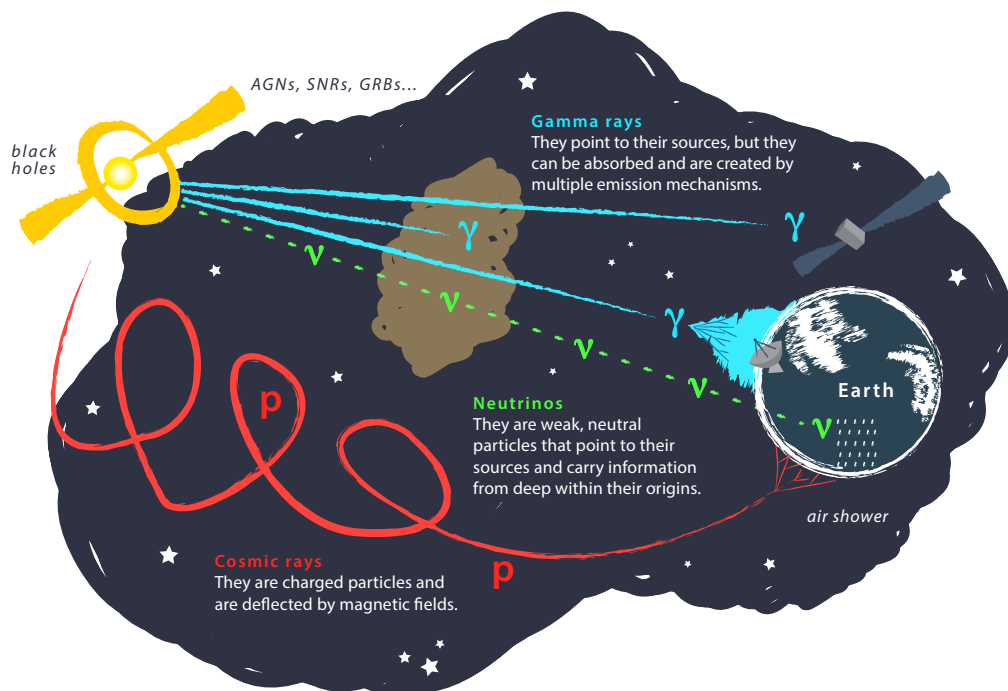 AGNs, SNRs, GRBs...
black
holes
Gamma rays
They point to their sources, but they
can be absorbed and are created by
multiple emission mechanisms.
γ
γ
γ
ν
ν
ν
ν
ν
Earth
Neutrinos
They are weak, neutral
particles that point to their
sources and carry information
from deep within their origins.
p
air shower
Cosmic rays
They are charged particles and
are deflected by magnetic fields.
p